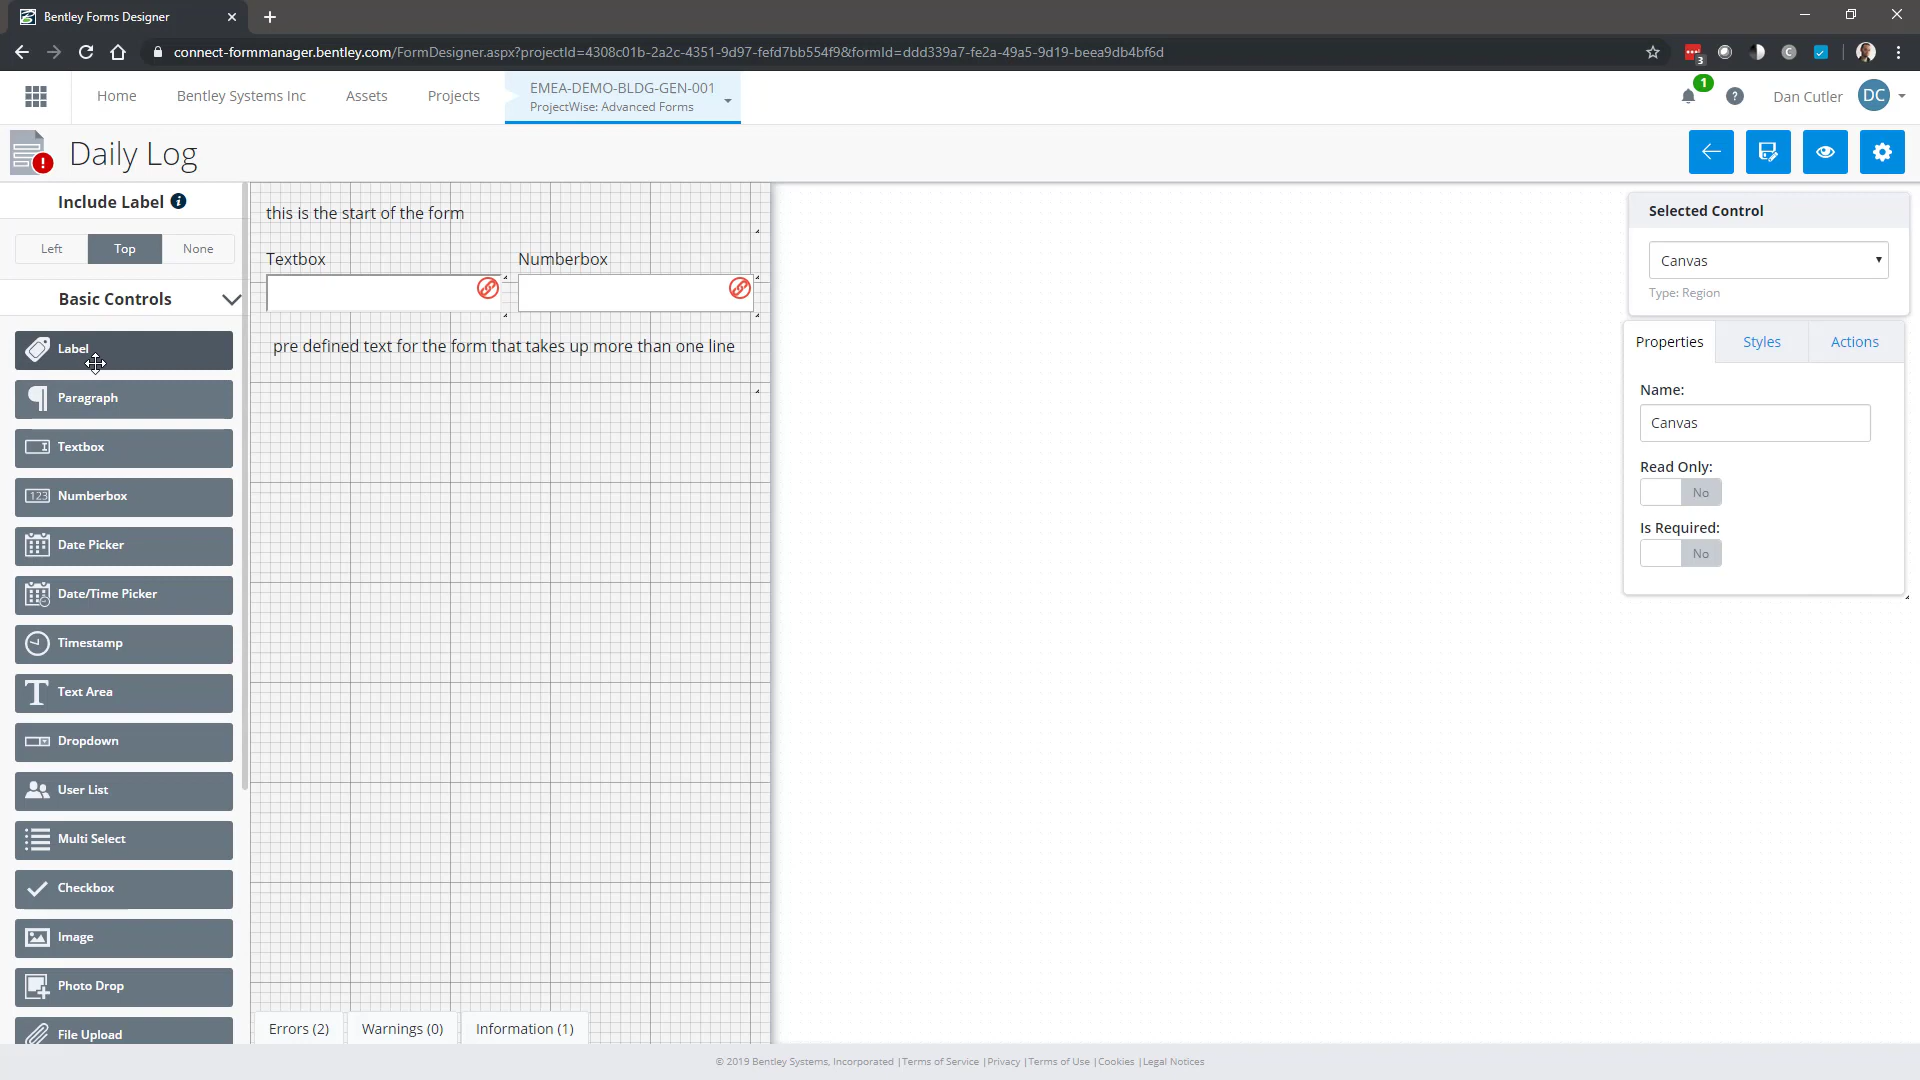 Bentley Forms Designer
connect-formmanager.bentley.com/FormDesigner.aspx?projectId=4308c01b-2a2c-4351-9d97-fefd7bb554f9&formId=ddd339a7-fe2a-49a5-9d19-beea9db4bf6d
3
Home
Bentley Systems Inc
Assets
Projects
EMEA-DEMO-BLDG-GEN-001
ProjectWise: Advanced Forms
1
Dan Cutler
DC
Daily Log
Include Label
Left
Top
None
Basic Controls
Label
Paragraph
Textbox
123
Numberbox
Date Picker
Date/Time Picker
Timestamp
Text Area
Dropdown
User List
Multi Select
Checkbox
Image
Photo Drop
File Upload
this is the start of the form
Textbox
Numberbox
pre defined text for the form that takes up more than one line
Errors (2)
Warnings (0)
Information (1)
Selected Control
Canvas
Type: Region
Properties
Styles
Actions
Name:
Canvas
Read Only:
No
Is Required:
No
© 2019 Bentley Systems, Incorporated |Terms of Service |Privacy |Terms of Use |Cookies |Legal Notices